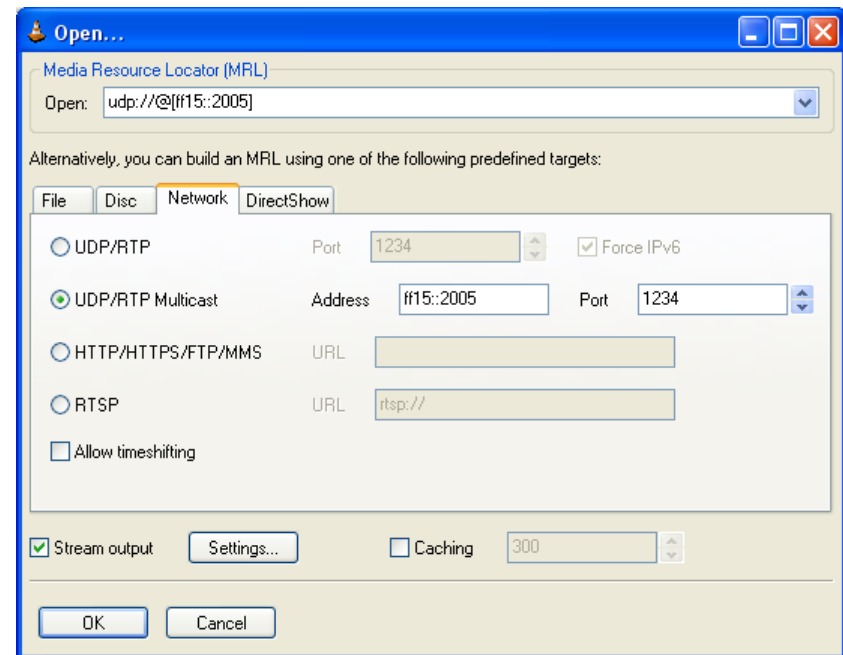 Open...
Media Resource Locator (MRL)
Open: udp://@[ff15::2005]
Alternatively, you can build an MRL using one of the following predefined targets:
File Disc Network DirectShow
UDP/RTP Port 1234 Force IPv6
UDP/RTP Multicast Address ff15::2005 Port 1234
HTTP/HTTPS/FTP/MMS URL
RTSP URL rtsp://
Allow timeshifting
Stream output Settings... Caching 300
OK Cancel